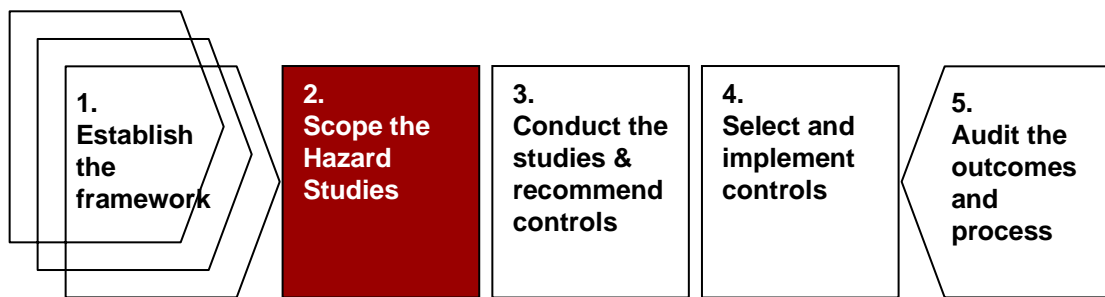 1.
Establish
the
framework
2.
Scope the
Hazard
Studies
3.
Conduct the
studies &
recommend
controls
4.
Select and
implement
controls
5.
Audit the
outcomes
and
process